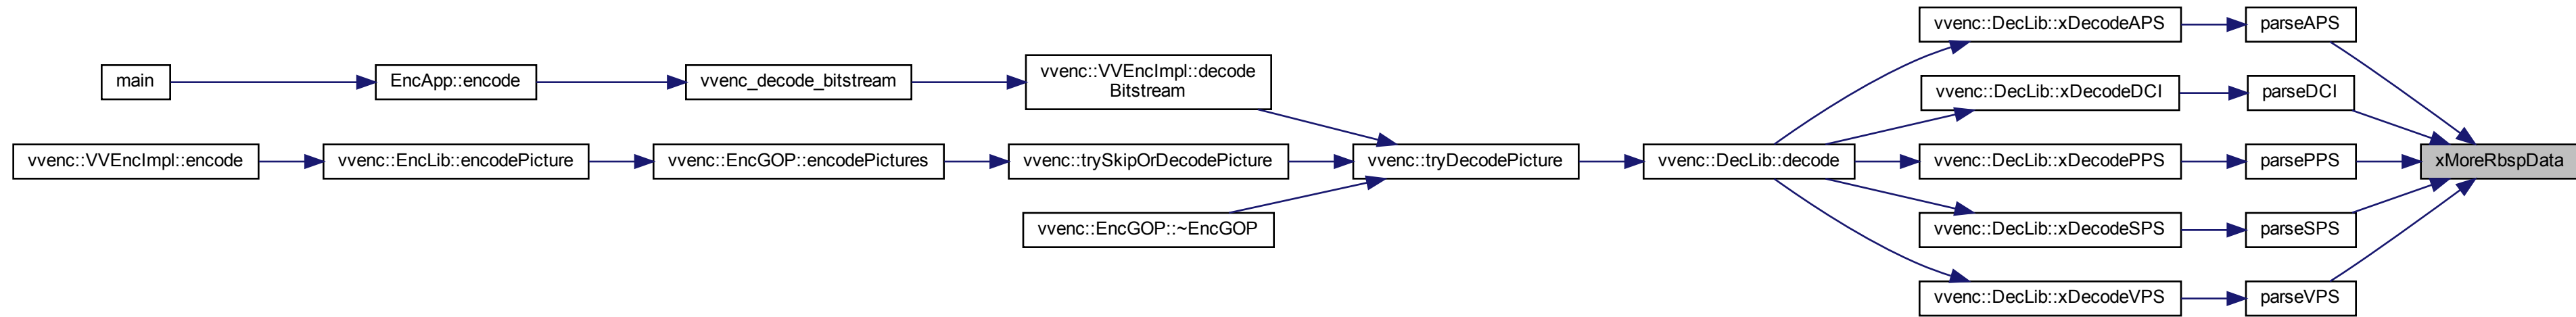 vvenc::DecLib::xDecodeAPS
parseAPS
vvenc::VVEncImpl::decode
Bitstream
main
EncApp::encode
vvenc_decode_bitstream
vvenc::DecLib::xDecodeDCI
parseDCI
vvenc::VVEncImpl::encode
vvenc::EncLib::encodePicture
vvenc::EncGOP::encodePictures
vvenc::trySkipOrDecodePicture
vvenc::tryDecodePicture
vvenc::DecLib::decode
vvenc::DecLib::xDecodePPS
parsePPS
xMoreRbspData
vvenc::EncGOP::~EncGOP
vvenc::DecLib::xDecodeSPS
parseSPS
vvenc::DecLib::xDecodeVPS
parseVPS